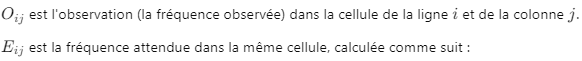 O_{ij} est l'observation (la fréquence observée) dans la cellule de la ligne i et de la colonne j.
E_{ij} est la fréquence attendue dans la même cellule, calculée comme suit :